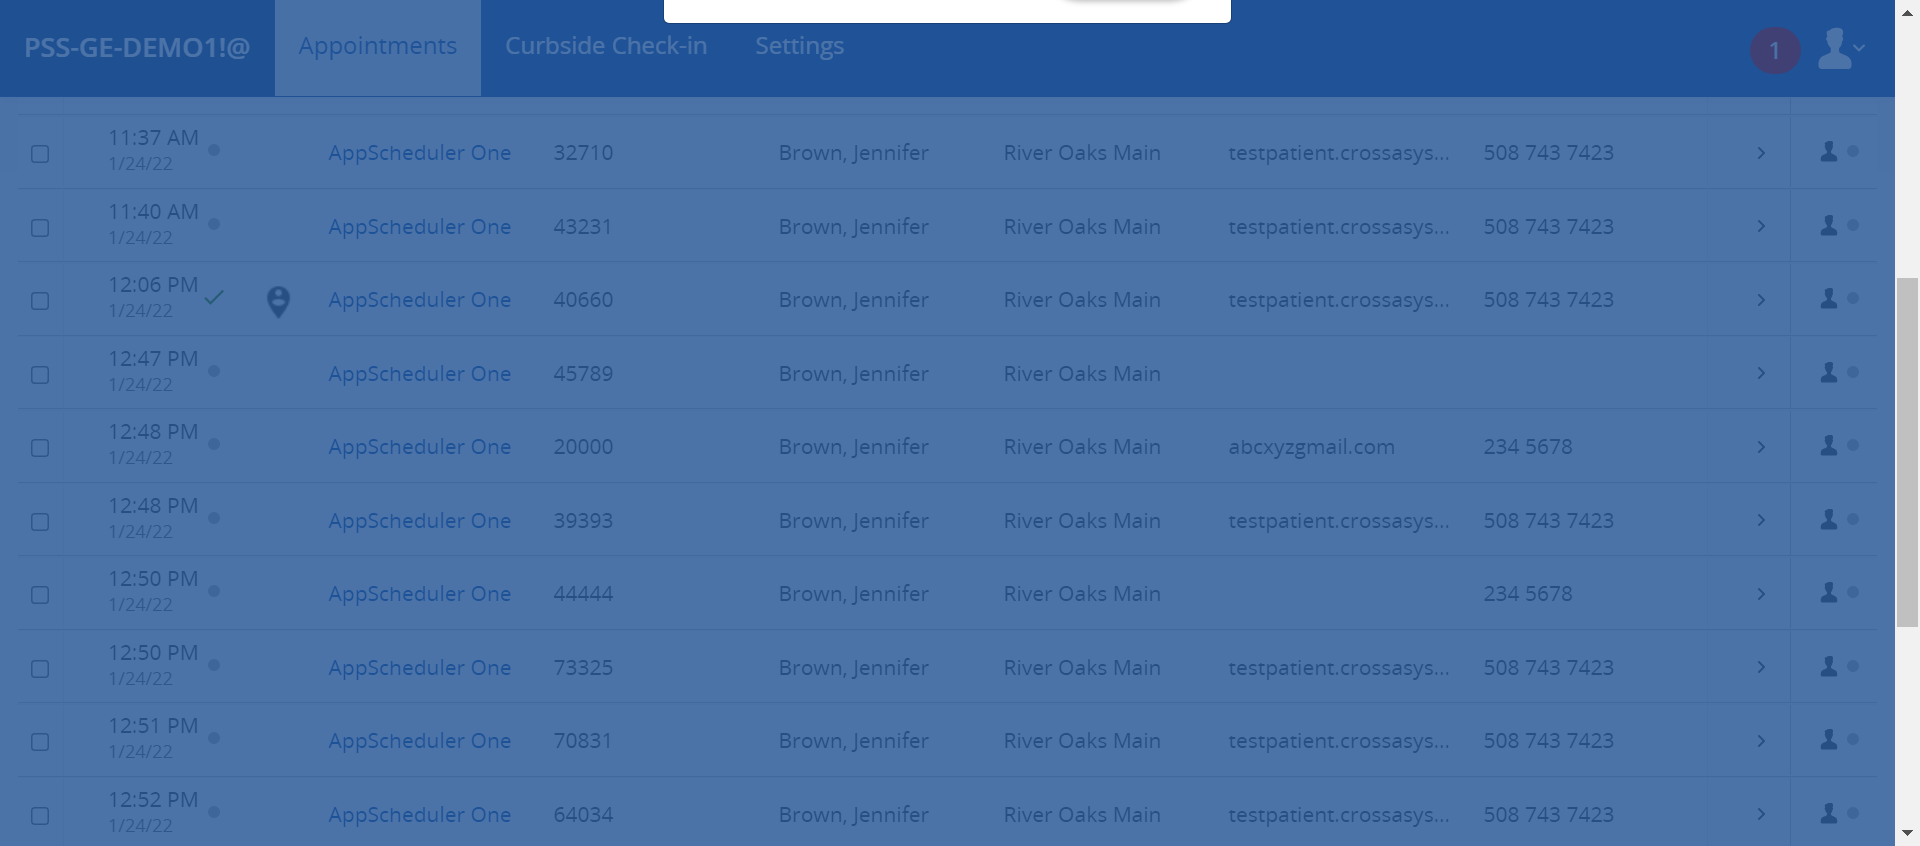 PSS-GE-DEMO1!@ Appointments Curbside Check-in Settings 1
11:37 AM
1/24/22 AppScheduler One 32710 Brown, Jennifer River Oaks Main testpatient.crossasys... 508 743 7423
11:40 AM
1/24/22 AppScheduler One 43231 Brown, Jennifer River Oaks Main testpatient.crossasys... 508 743 7423
12:06 PM
1/24/22 AppScheduler One 40660 Brown, Jennifer River Oaks Main testpatient.crossasys... 508 743 7423
12:47 PM
1/24/22 AppScheduler One 45789 Brown, Jennifer River Oaks Main
12:48 PM
1/24/22 AppScheduler One 20000 Brown, Jennifer River Oaks Main abcxyzgmail.com 234 5678
12:48 PM
1/24/22 AppScheduler One 39393 Brown, Jennifer River Oaks Main testpatient.crossasys... 508 743 7423
12:50 PM
1/24/22 AppScheduler One 44444 Brown, Jennifer River Oaks Main 234 5678
12:50 PM
1/24/22 AppScheduler One 73325 Brown, Jennifer River Oaks Main testpatient.crossasys... 508 743 7423
12:51 PM
1/24/22 AppScheduler One 70831 Brown, Jennifer River Oaks Main testpatient.crossasys... 508 743 7423
12:52 PM
1/24/22 AppScheduler One 64034 Brown, Jennifer River Oaks Main testpatient.crossasys... 508 743 7423